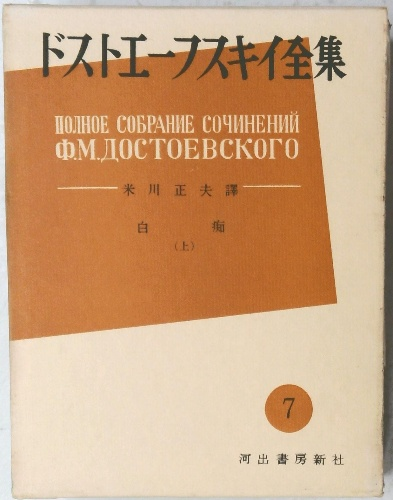 ドストエーフスキイ全集
ПОЛНОЕ СОБРАНИЕ СОЧИНЕНИЙ
Ф.М.ДОСТОЕВСКОГО
米川正夫譯
白痴
(上)
7
河出書房新社